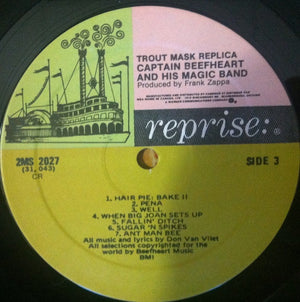 TROUT MASK REPLICA
CAPTAIN BEEFHEART
AND HIS MAGIC BAND
Produced by Frank Zappa
reprise:®
2MS 2027
(31,043)
CR
SIDE 3
1. HAIR PIE: BAKE II
2. PENA
3. WELL
4. WHEN BIG JOAN SETS UP
5. FALLIN' DITCH
6. SUGAR 'N SPIKES
7. ANT MAN BEE
All music and lyrics by Don Van Vliet
All selections copyrighted for the
world by Beefheart Music
BMI